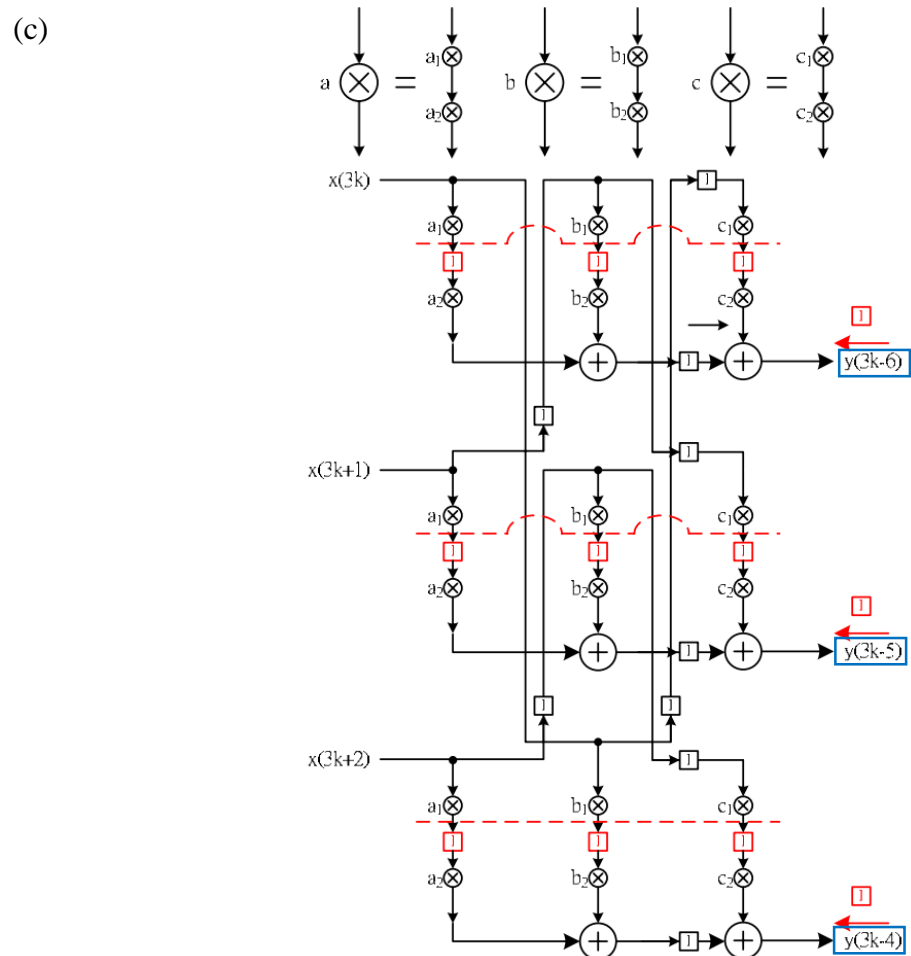 (c)
a = a₁ a₂ b = b₁ b₂ c = c₁ c₂
x(3k) 1
a₁ b₁ c₁
1 1 1
a₂ b₂ c₂
1
1 y(3k-6)
1
x(3k+1) 1
a₁ b₁ c₁
1 1 1
a₂ b₂ c₂
1
1 y(3k-5)
1 1
x(3k+2) 1
a₁ b₁ c₁
1 1 1
a₂ b₂ c₂
1
1 y(3k-4)